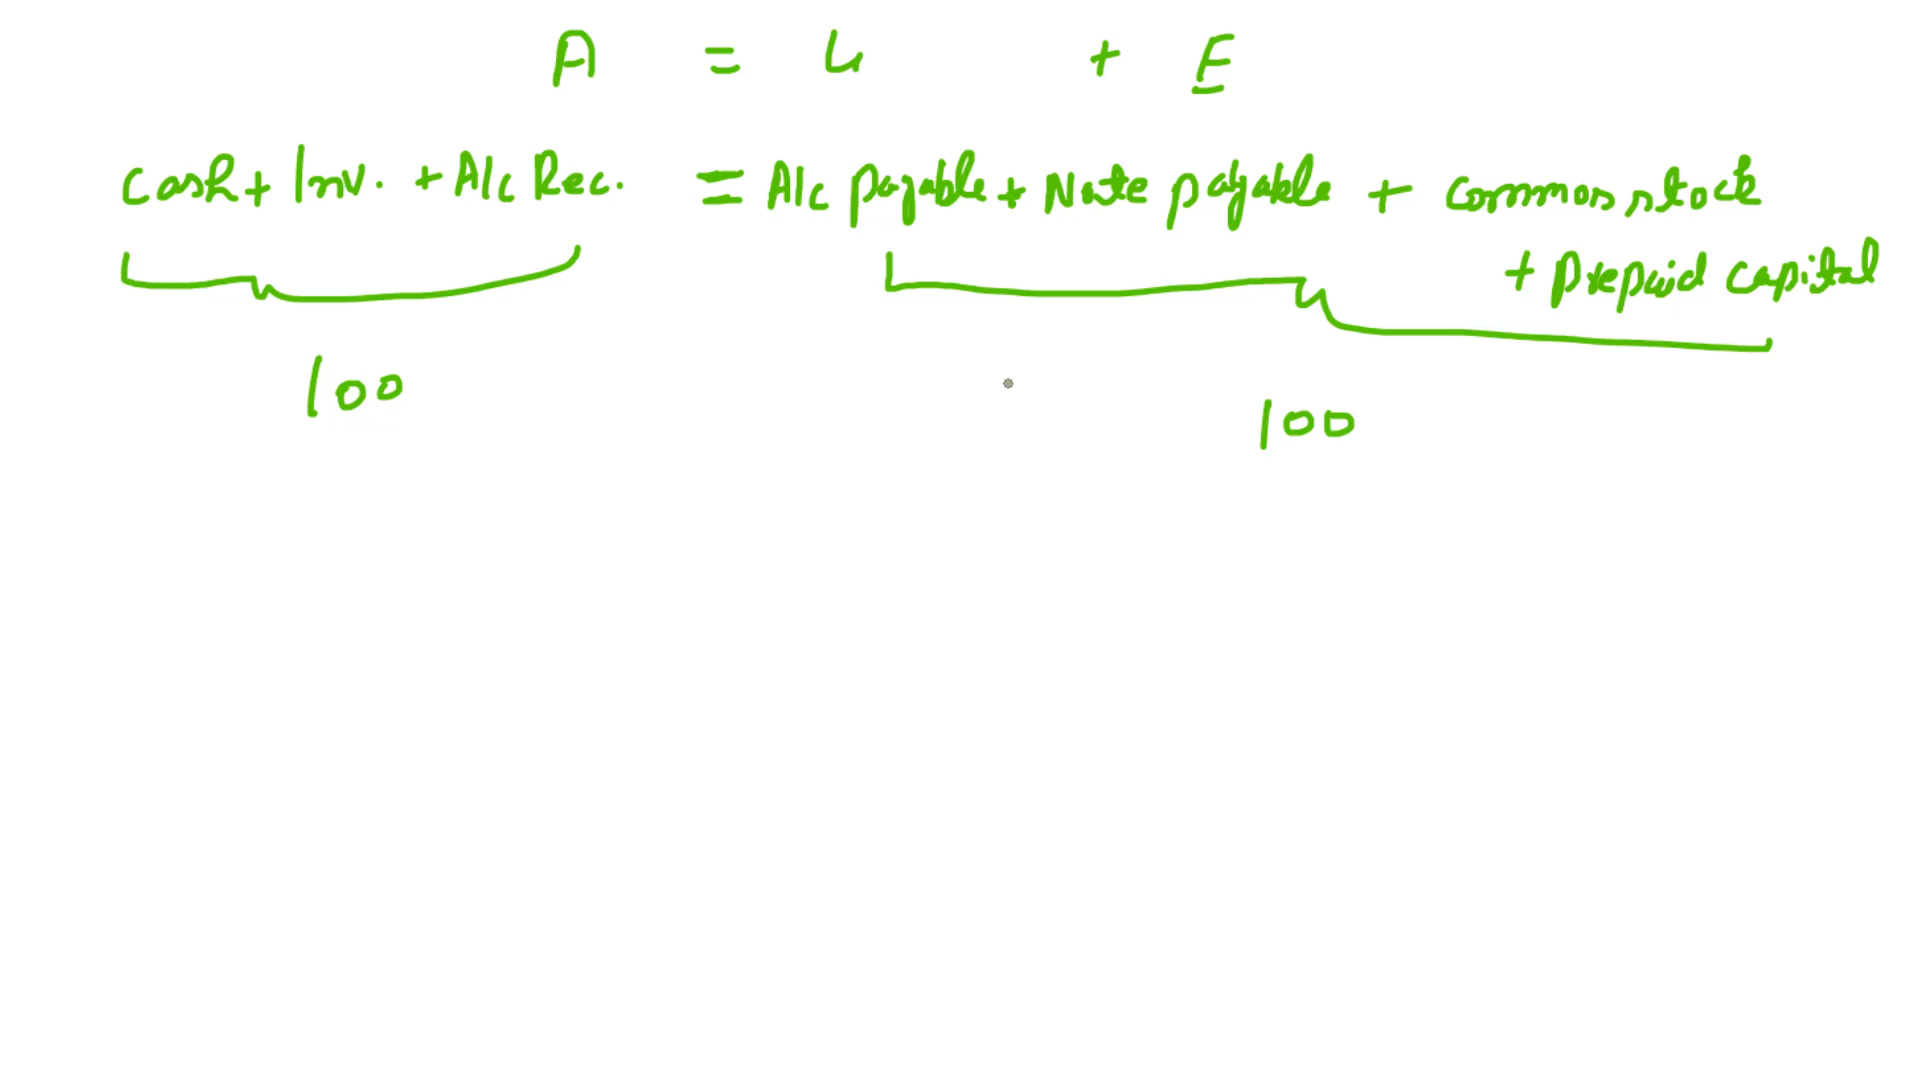 A = L + E
Cash + Inv. + A/c Rec. = A/c payable + Note payable + Common stock
+ Prepaid capital
100
100